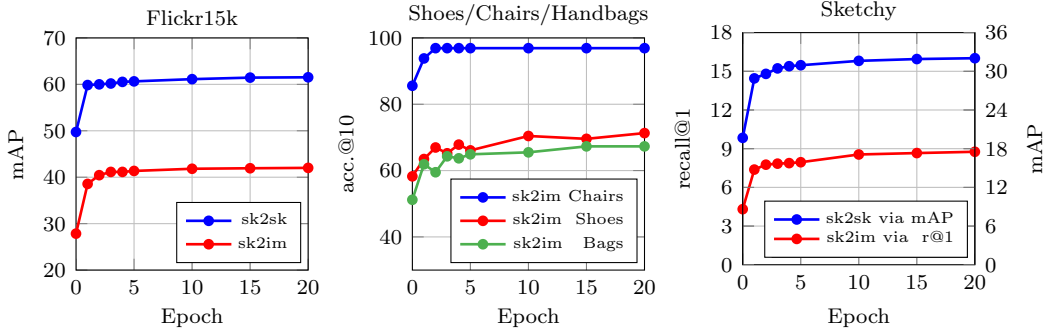 Flickr15k
mAP
70
60
50
40
30
20
0 5 10 15 20
Epoch
sk2sk
sk2im
Shoes/Chairs/Handbags
acc.@10
100
80
60
40
0 5 10 15 20
Epoch
sk2im Chairs
sk2im Shoes
sk2im Bags
Sketchy
recall@1
18
15
12
9
6
3
0
0 5 10 15 20
Epoch
sk2sk via mAP
sk2im via r@1
36
30
24
18
12
6
0
mAP